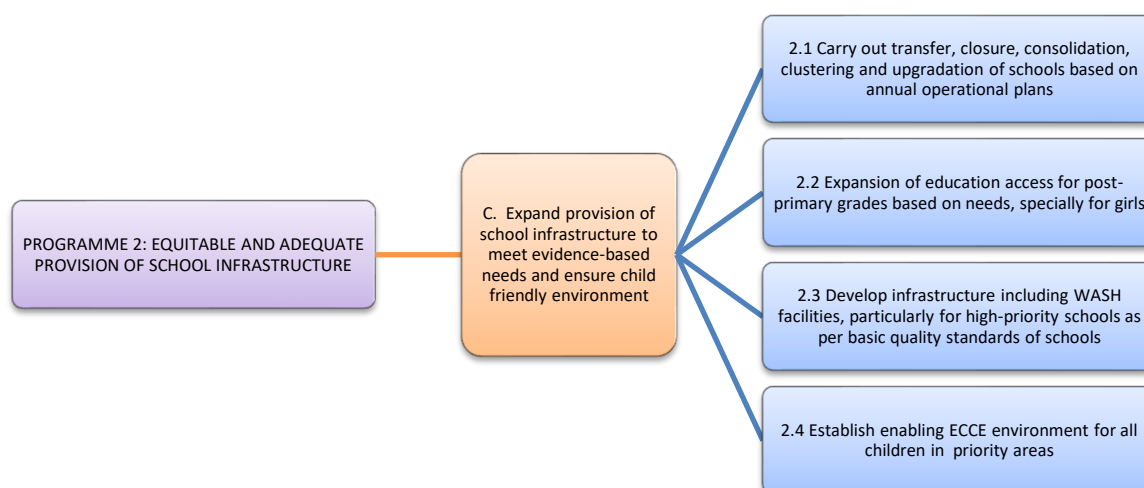 PROGRAMME 2: EQUITABLE AND ADEQUATE
PROVISION OF SCHOOL INFRASTRUCTURE
C. Expand provision of
school infrastructure to
meet evidence-based
needs and ensure child
friendly environment
2.1 Carry out transfer, closure, consolidation,
clustering and upgradation of schools based on
annual operational plans
2.2 Expansion of education access for post-
primary grades based on needs, specially for girls
2.3 Develop infrastructure including WASH
facilities, particularly for high-priority schools as
per basic quality standards of schools
2.4 Establish enabling ECCE environment for all
children in priority areas